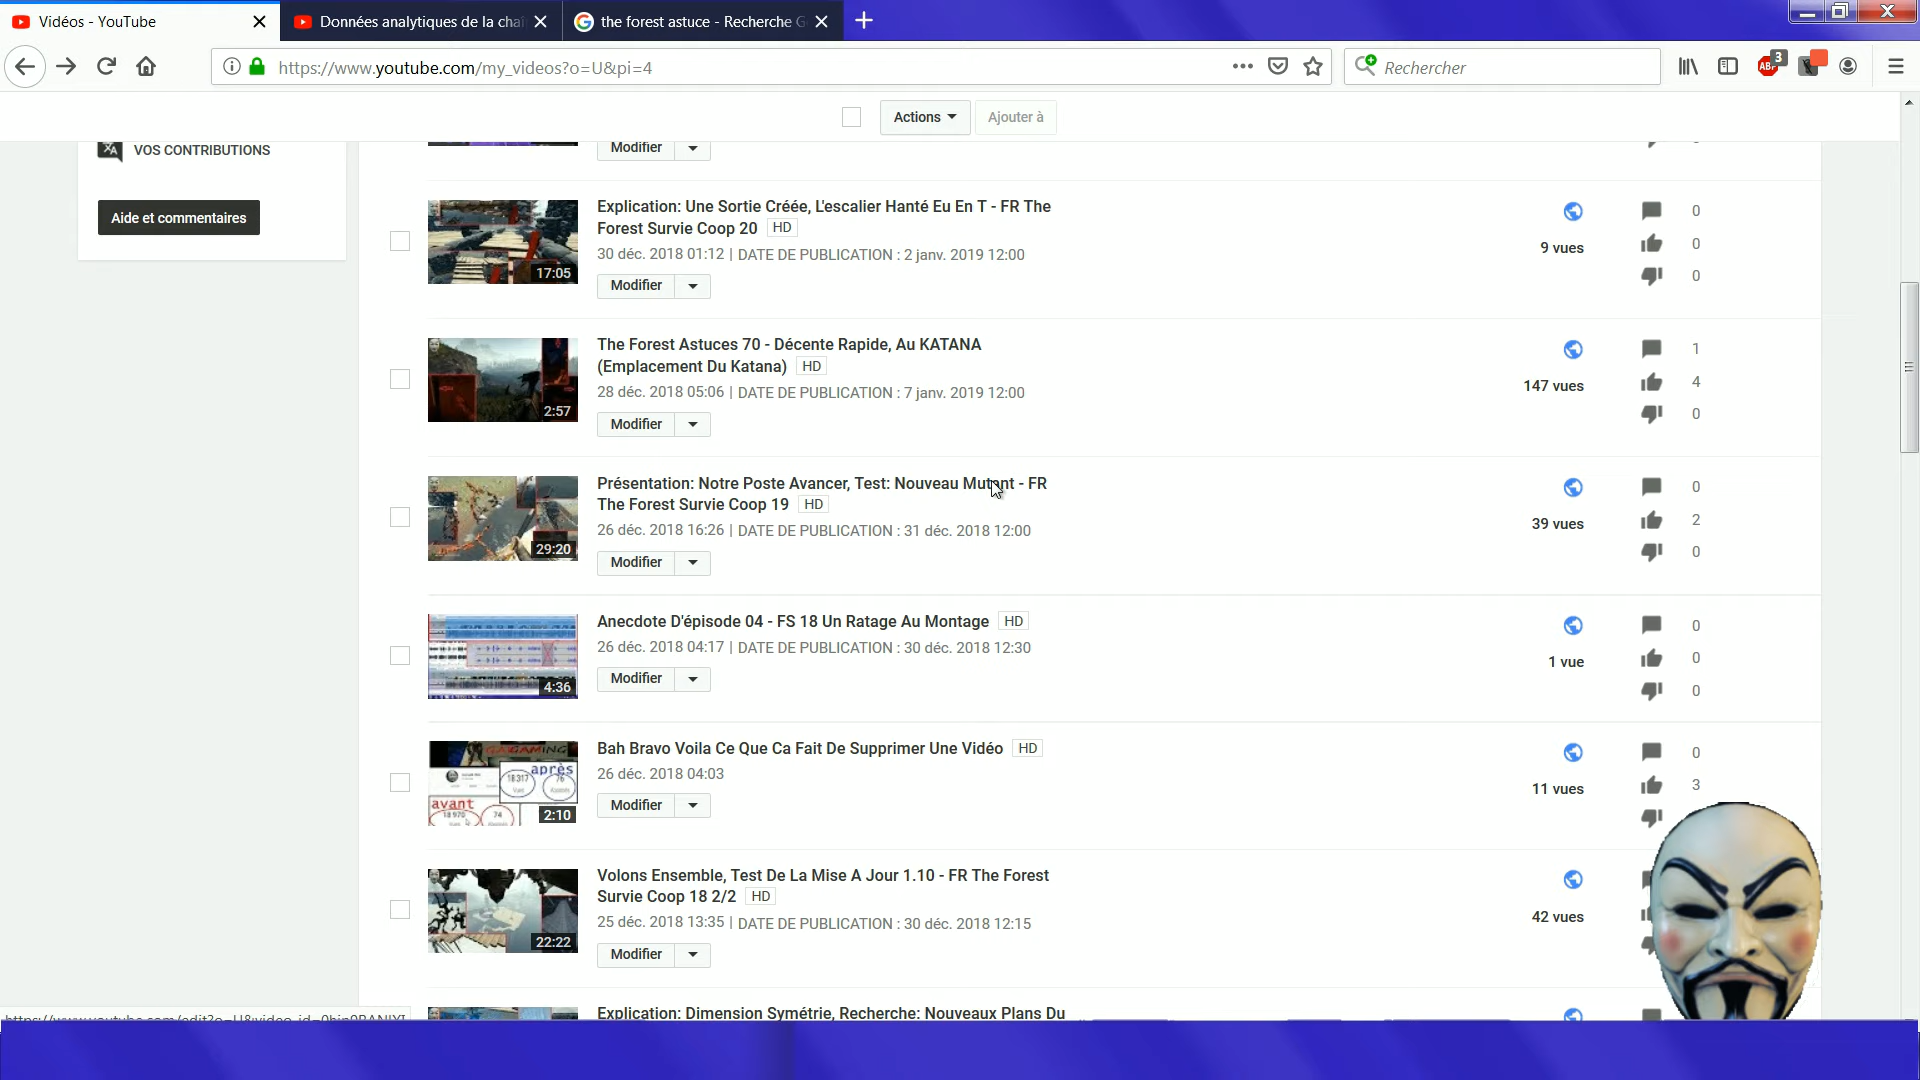 Vidéos - YouTube
Données analytiques de la chaî
the forest astuce - Recherche G
https://www.youtube.com/my_videos?o=U&pi=4
Rechercher
ABP
3
Actions
Ajouter à
VOS CONTRIBUTIONS
Aide et commentaires
Modifier
Explication: Une Sortie Créée, L'escalier Hanté Eu En T - FR The
Forest Survie Coop 20 HD
30 déc. 2018 01:12 | DATE DE PUBLICATION : 2 janv. 2019 12:00
Modifier
17:05
9 vues
0
0
0
The Forest Astuces 70 - Décente Rapide, Au KATANA
(Emplacement Du Katana) HD
28 déc. 2018 05:06 | DATE DE PUBLICATION : 7 janv. 2019 12:00
Modifier
2:57
147 vues
1
4
0
Présentation: Notre Poste Avancer, Test: Nouveau Mutant - FR
The Forest Survie Coop 19 HD
26 déc. 2018 16:26 | DATE DE PUBLICATION : 31 déc. 2018 12:00
Modifier
29:20
39 vues
0
2
0
Anecdote D'épisode 04 - FS 18 Un Ratage Au Montage HD
26 déc. 2018 04:17 | DATE DE PUBLICATION : 30 déc. 2018 12:30
Modifier
4:36
1 vue
0
0
0
Bah Bravo Voila Ce Que Ca Fait De Supprimer Une Vidéo HD
26 déc. 2018 04:03
Modifier
après
18 317
76
avant
18 970
74
2:10
11 vues
0
3
Volons Ensemble, Test De La Mise A Jour 1.10 - FR The Forest
Survie Coop 18 2/2 HD
25 déc. 2018 13:35 | DATE DE PUBLICATION : 30 déc. 2018 12:15
Modifier
22:22
42 vues
Explication: Dimension Symétrie, Recherche: Nouveaux Plans Du